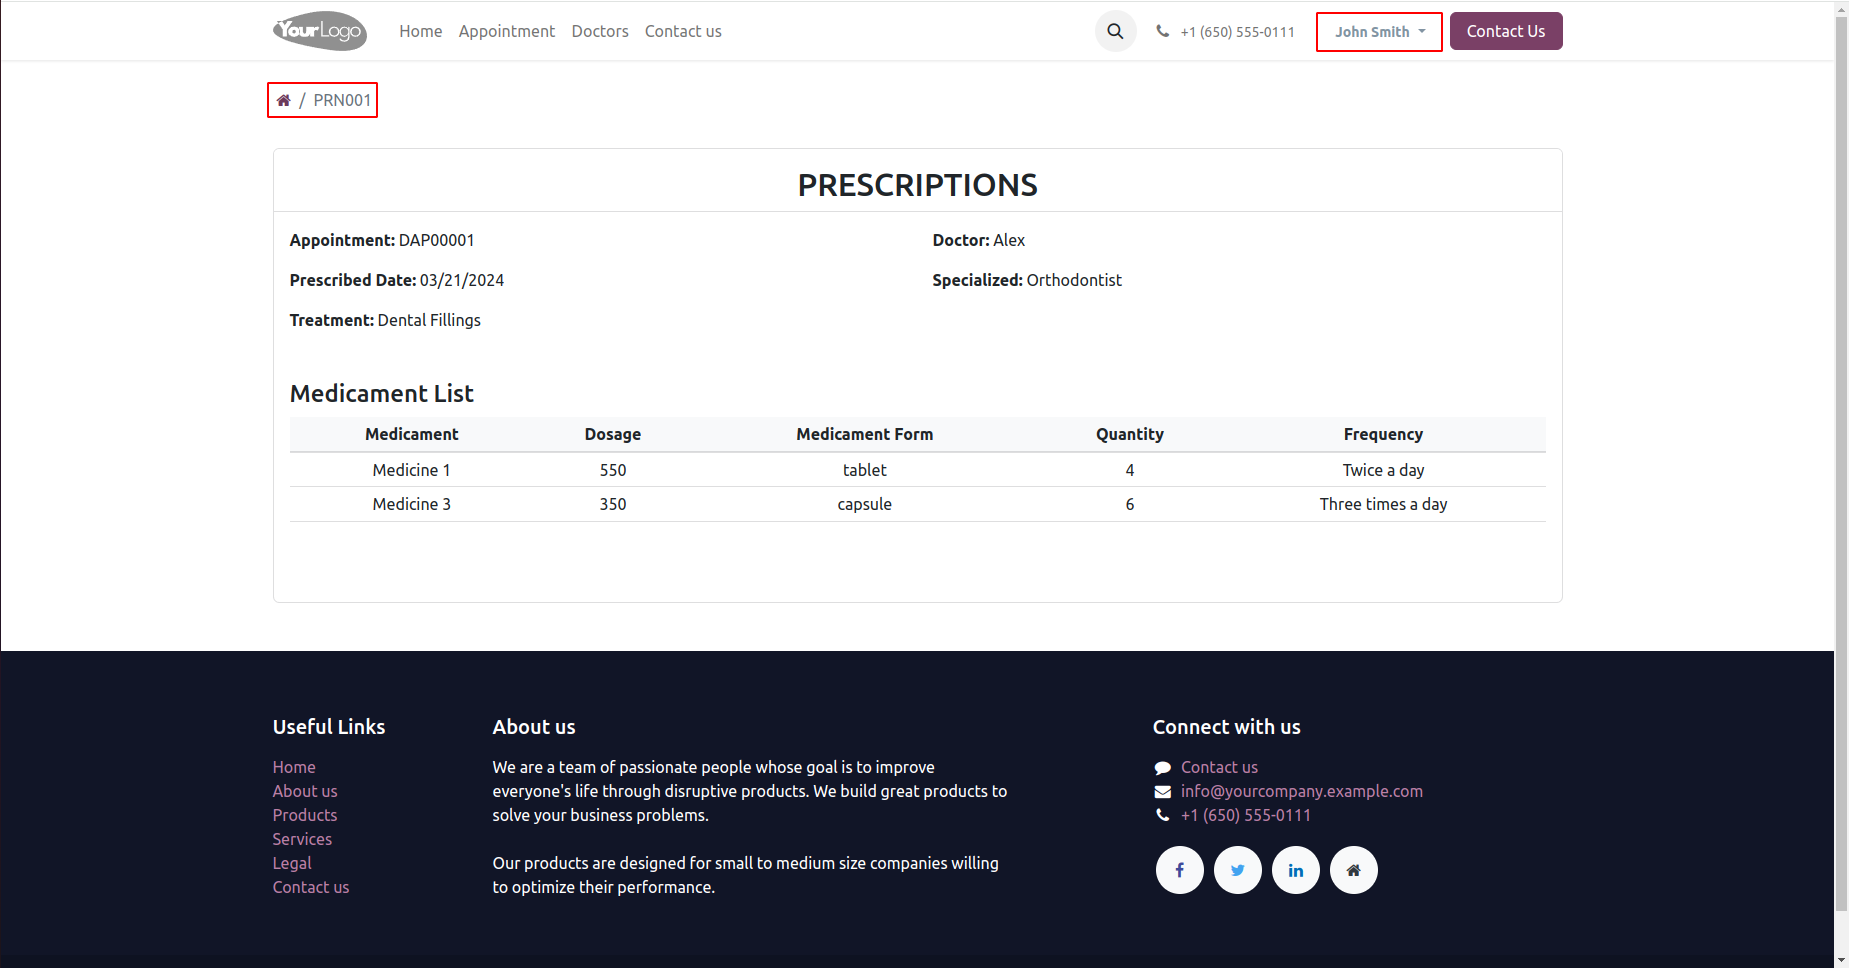 YourLogo Home Appointment Doctors Contact us +1 (650) 555-0111 John Smith Contact Us
/ PRN001
PRESCRIPTIONS
Appointment: DAP00001 Doctor: Alex
Prescribed Date: 03/21/2024 Specialized: Orthodontist
Treatment: Dental Fillings
Medicament List
Medicament Dosage Medicament Form Quantity Frequency
Medicine 1 550 tablet 4 Twice a day
Medicine 3 350 capsule 6 Three times a day
Useful Links
Home
About us
Products
Services
Legal
Contact us
About us
We are a team of passionate people whose goal is to improve
everyone's life through disruptive products. We build great products to
solve your business problems.
Our products are designed for small to medium size companies willing
to optimize their performance.
Connect with us
Contact us
info@yourcompany.example.com
+1 (650) 555-0111